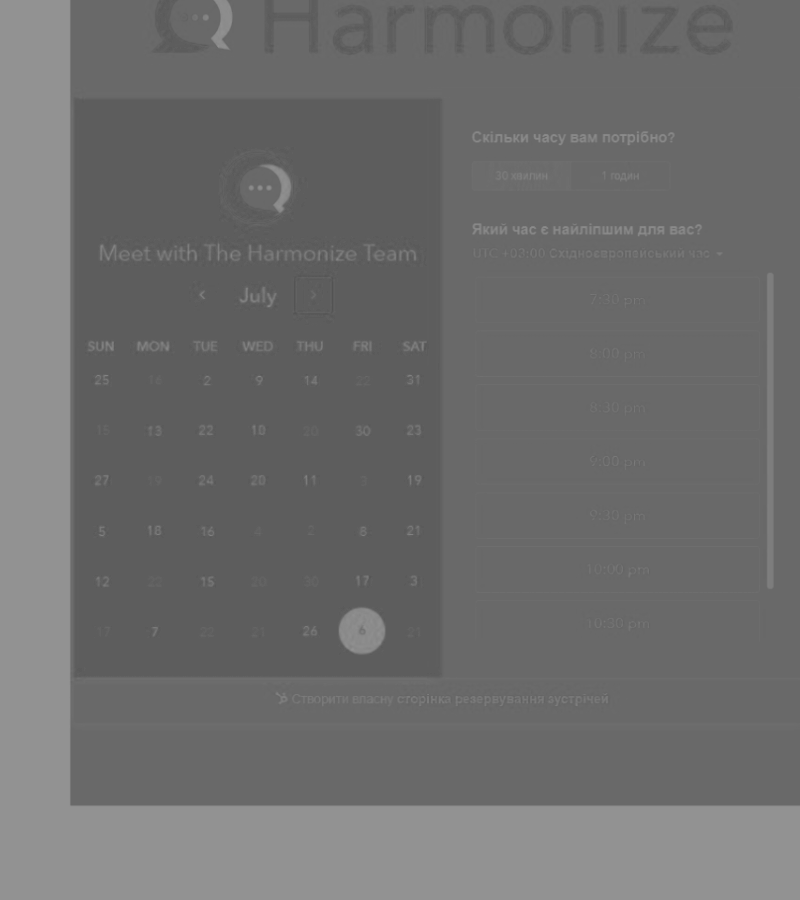 Harmonize
Meet with The Harmonize Team
July
SUN MON TUE WED THU FRI SAT
25 2 9 14 22 31
15 13 22 18 20 30 23
27 19 24 20 11 9 19
5 18 16 4 2 8 21
12 22 15 20 30 17 3
17 7 21 26 6 21
Скільки часу вам потрібно?
30 хвилин 1 годин
Який час є найліпшим для вас?
UTC +03:00 Східноєвропейський час
7:30 pm
8:00 pm
8:30 pm
9:00 pm
9:30 pm
10:00 pm
10:30 pm
Створити власну сторінка резервування зустрічей